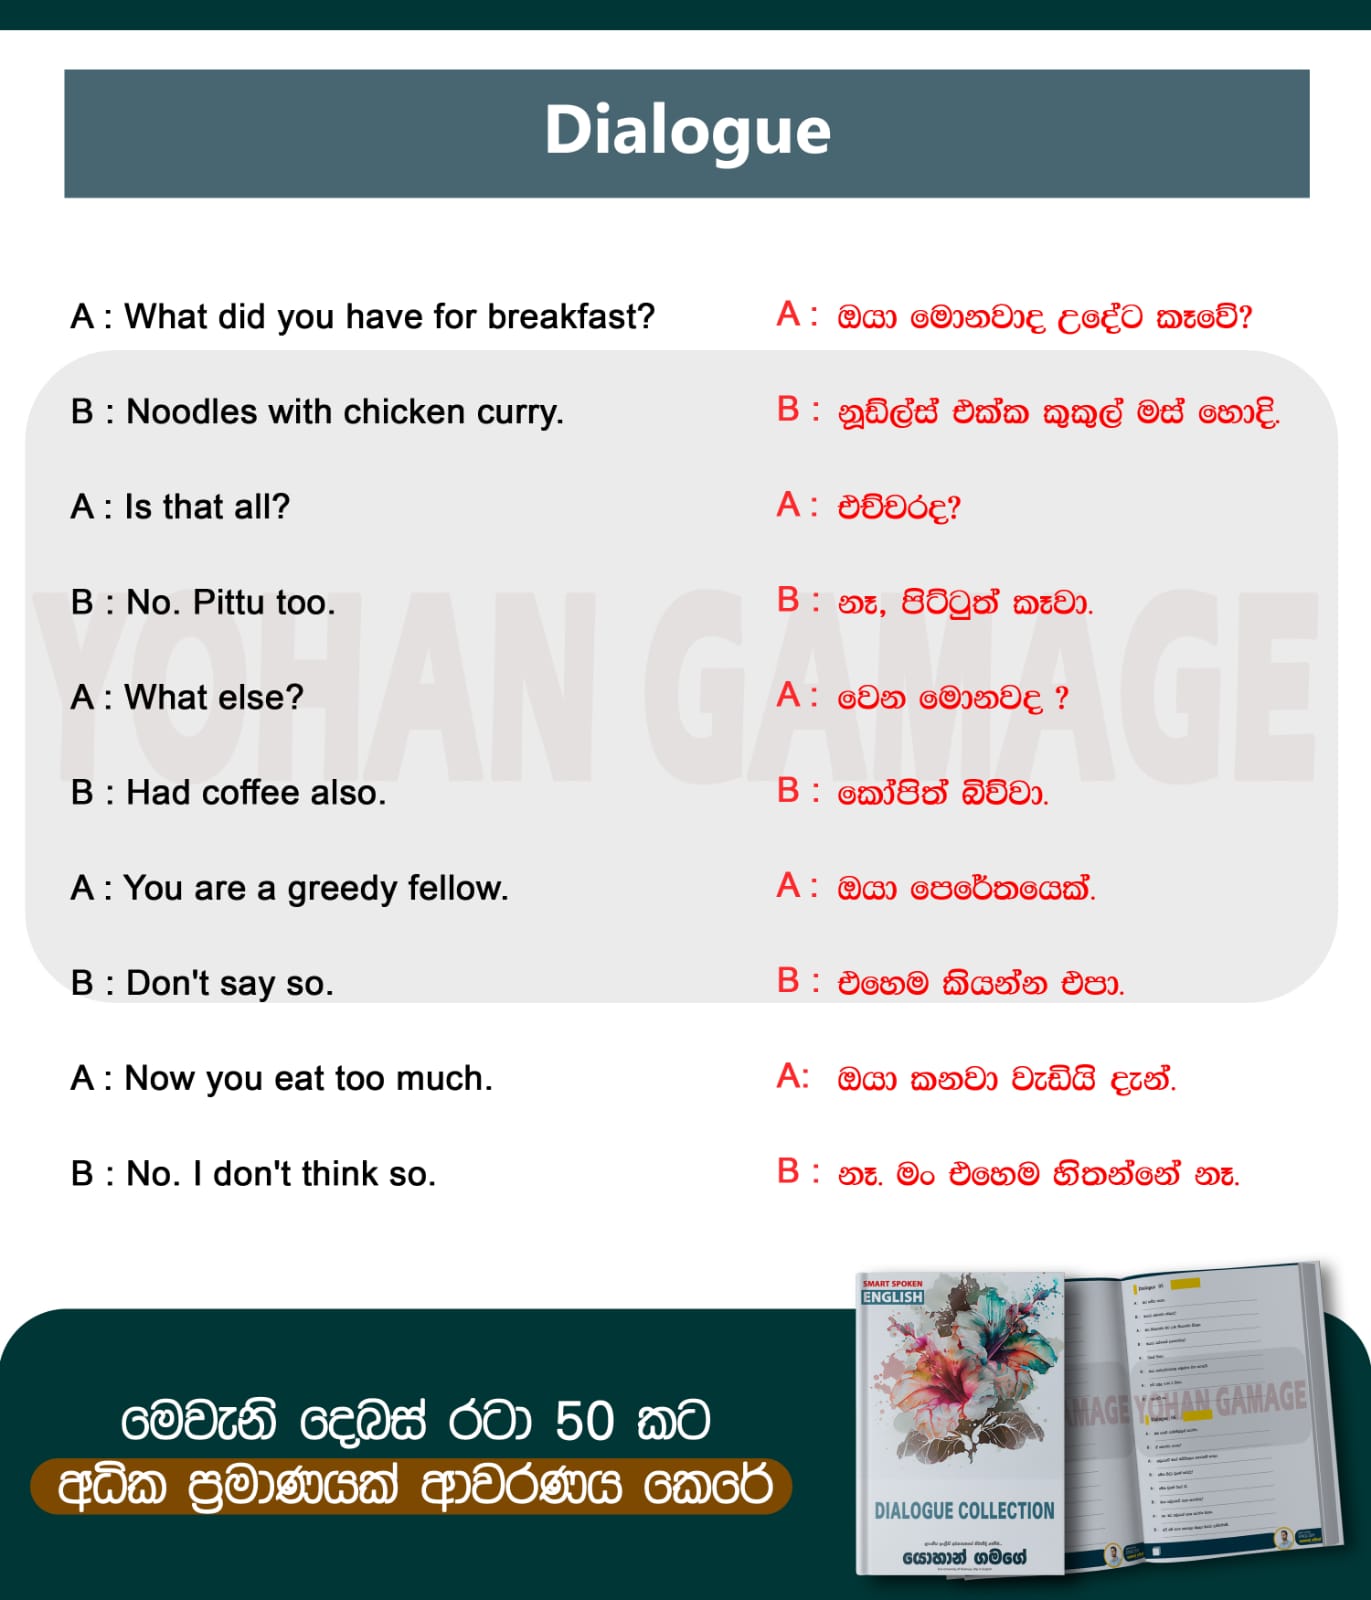 Dialogue
A : What did you have for breakfast?
A : ඔයා මොනවාද උදේට කෑවේ?
B : Noodles with chicken curry.
B : නූඩ්ල්ස් එක්ක කුකුල් මස් හොදි.
A : Is that all?
A : එච්චරද?
B : No. Pittu too.
B : නෑ, පිට්ටුත් කෑවා.
A : What else?
A : වෙන මොනවද ?
B : Had coffee also.
B : කෝපිත් බිව්වා.
A : You are a greedy fellow.
A : ඔයා පෙරේතයෙක්.
B : Don't say so.
B : එහෙම කියන්න එපා.
A : Now you eat too much.
A: ඔයා කනවා වැඩියි දැන්.
B : No. I don't think so.
B : නෑ. මං එහෙම හිතන්නේ නෑ.
YOHAN GAMAGE
මෙවැනි දෙබස් රටා 50 කට
අධික ප්‍රමාණයක් ආවරණය කෙරේ
SMART SPOKEN
ENGLISH
DIALOGUE COLLECTION
යොහාන් ගමගේ
YOHAN GAMAGE